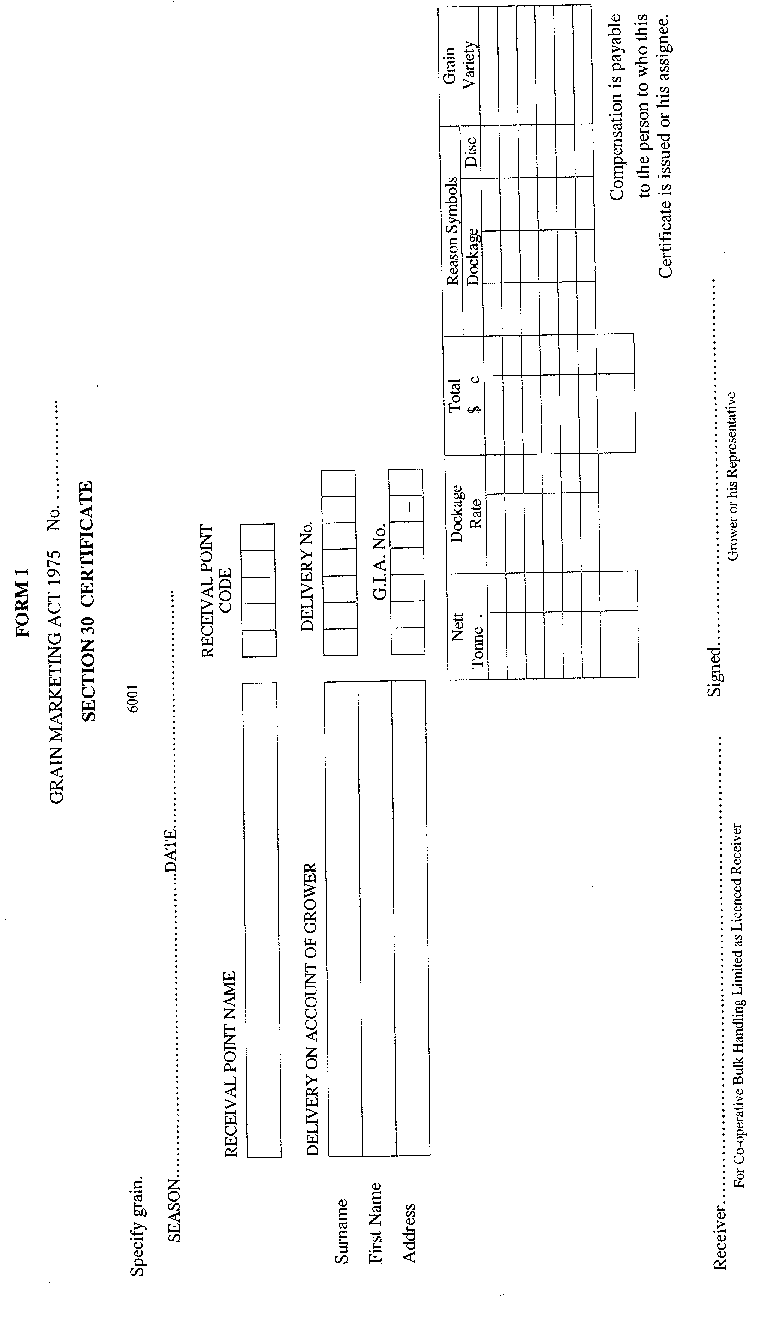 FORM 1
GRAIN MARKETING ACT 1975 No. ..................
SECTION 30 CERTIFICATE
Specify grain. 6001
SEASON..........................................................DATE..........................................................
RECEIVAL POINT NAME
RECEIVAL POINT
CODE
DELIVERY ON ACCOUNT OF GROWER
DELIVERY No.
Surname
First Name
G.I.A. No.
Address
–
Nett
Tonne .
Dockage
Rate
Total
$ c
Reason Symbols
Dockage
Disc
Grain
Variety
Compensation is payable
to the person to who this
Certificate is issued or his assignee.
Receiver..........................................................
For Co-operative Bulk Handling Limited as Licenced Receiver
Signed..........................................................
Grower or his Representative